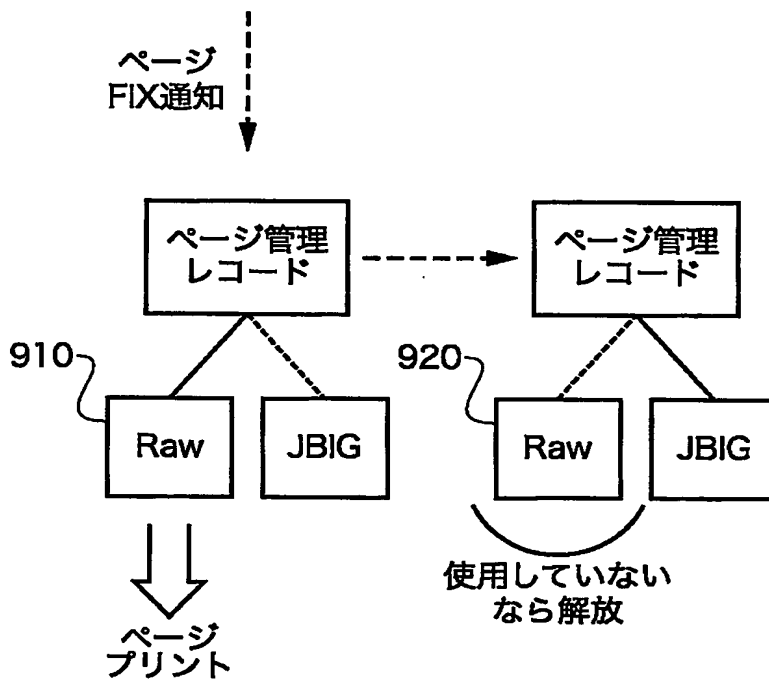 ページ
FIX通知
ページ管理
レコード
ページ管理
レコード
910
Raw
JBIG
920
Raw
JBIG
ページ
プリント
使用していない
なら解放